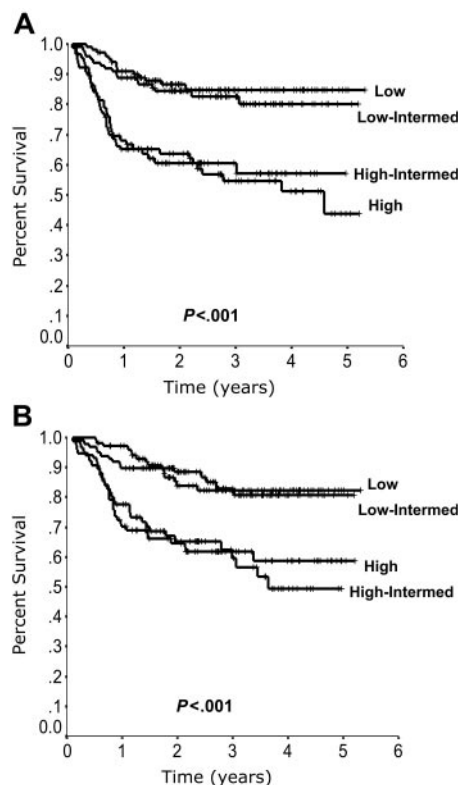 A
1.0
.9
.8
.7
.6
.5
.4
.3
.2
.1
0.0
Percent Survival
Low
Low-Intermed
High-Intermed
High
P<.001
0 1 2 3 4 5 6
Time (years)
B
1.0
.9
.8
.7
.6
.5
.4
.3
.2
.1
0.0
Percent Survival
Low
Low-Intermed
High
High-Intermed
P<.001
0 1 2 3 4 5 6
Time (years)